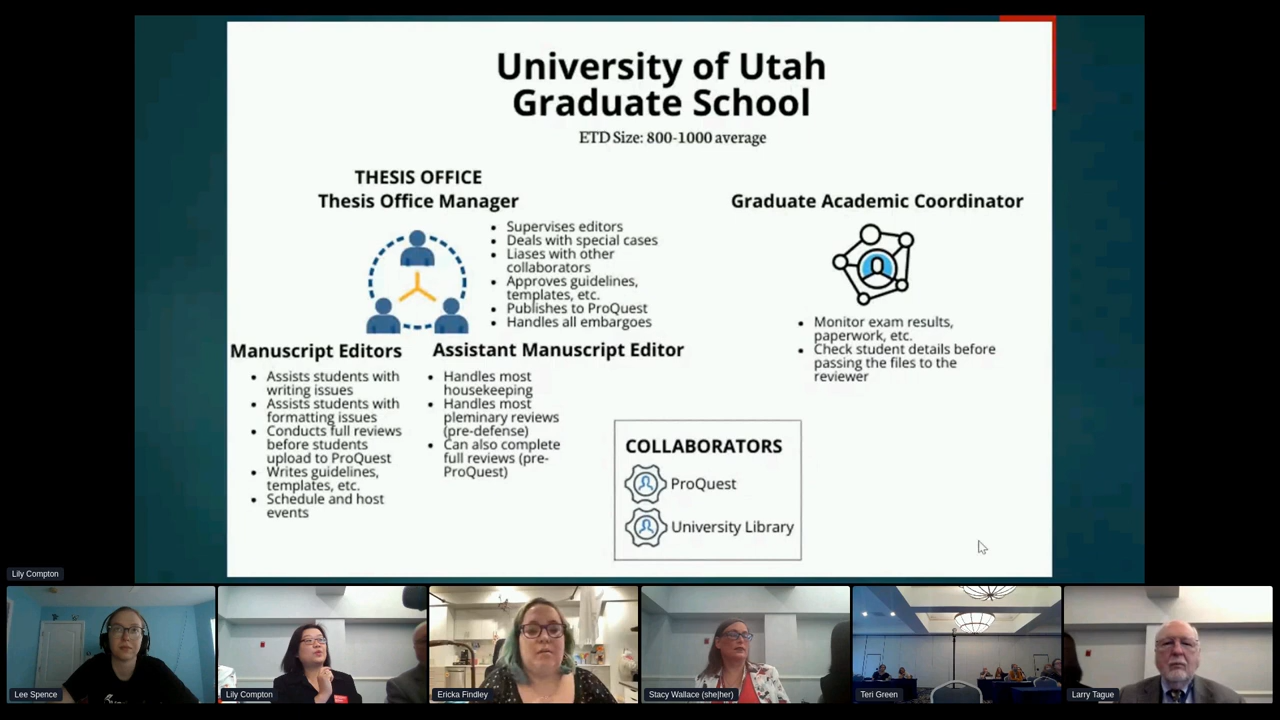 University of Utah
Graduate School
ETD Size: 800-1000 average
THESIS OFFICE
Thesis Office Manager
• Supervises editors
• Deals with special cases
• Liases with other
collaborators
• Approves guidelines,
templates, etc.
• Publishes to ProQuest
• Handles all embargoes
Manuscript Editors
• Assists students with
writing issues
• Assists students with
formatting issues
• Conducts full reviews
before students
upload to ProQuest
• Writes guidelines,
templates, etc.
• Schedule and host
events
Assistant Manuscript Editor
• Handles most
housekeeping
• Handles most
pleminary reviews
(pre-defense)
• Can also complete
full reviews (pre-
ProQuest)
Graduate Academic Coordinator
• Monitor exam results,
paperwork, etc.
• Check student details before
passing the files to the
reviewer
COLLABORATORS
ProQuest
University Library
Lily Compton
Lee Spence
Lily Compton
Ericka Findley
Stacy Wallace (she|her)
Teri Green
Larry Tague